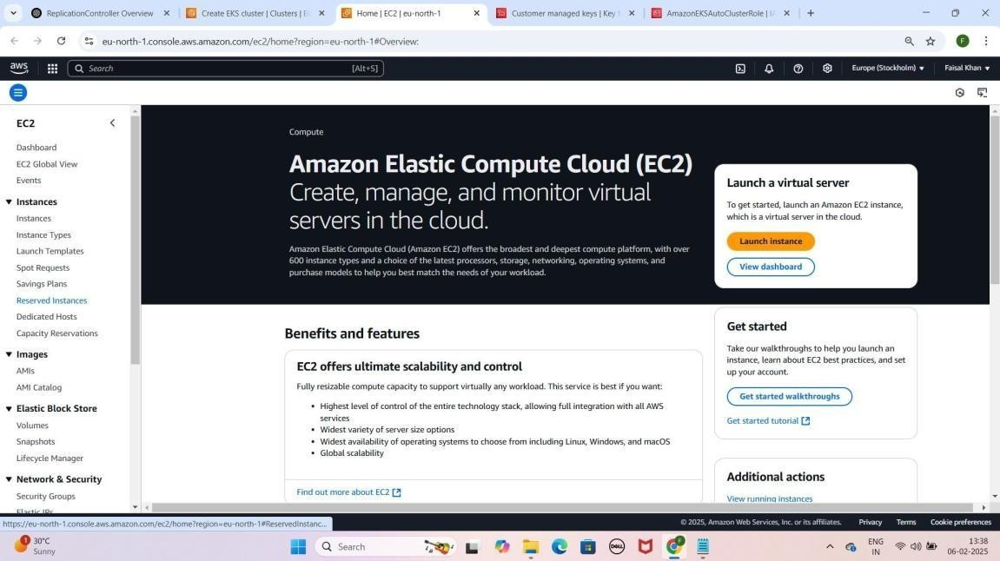 ReplicationController Overview
Create EKS cluster | Clusters | E
Home | EC2 | eu-north-1
Customer managed keys | Key
AmazonEKSAutoClusterRole | I
eu-north-1.console.aws.amazon.com/ec2/home?region=eu-north-1#Overview:
F
aws
Search
[Alt+S]
Europe (Stockholm)
Faisal Khan
EC2
Dashboard
EC2 Global View
Events
Instances
Instances
Instance Types
Launch Templates
Spot Requests
Savings Plans
Reserved Instances
Dedicated Hosts
Capacity Reservations
Images
AMIs
AMI Catalog
Elastic Block Store
Volumes
Snapshots
Lifecycle Manager
Network & Security
Security Groups
Elastic IPs
Compute
Amazon Elastic Compute Cloud (EC2)
Create, manage, and monitor virtual
servers in the cloud.
Amazon Elastic Compute Cloud (Amazon EC2) offers the broadest and deepest compute platform, with over
600 instance types and a choice of the latest processors, storage, networking, operating systems, and
purchase models to help you best match the needs of your workload.
Launch a virtual server
To get started, launch an Amazon EC2 instance,
which is a virtual server in the cloud.
Launch instance
View dashboard
Benefits and features
EC2 offers ultimate scalability and control
Fully resizable compute capacity to support virtually any workload. This service is best if you want:
• Highest level of control of the entire technology stack, allowing full integration with all AWS
services
• Widest variety of server size options
• Widest availability of operating systems to choose from including Linux, Windows, and macOS
• Global scalability
Find out more about EC2
Get started
Take our walkthroughs to help you launch an
instance, learn about EC2 best practices, and set
up your account.
Get started walkthroughs
Get started tutorial
Additional actions
View running instances
https://eu-north-1.console.aws.amazon.com/ec2/home?region=eu-north-1#ReservedInstanc...
© 2025, Amazon Web Services, Inc. or its affiliates.
Privacy
Terms
Cookie preferences
1
30°C
Sunny
Search
DELL
F
ENG
IN
13:38
06-02-2025